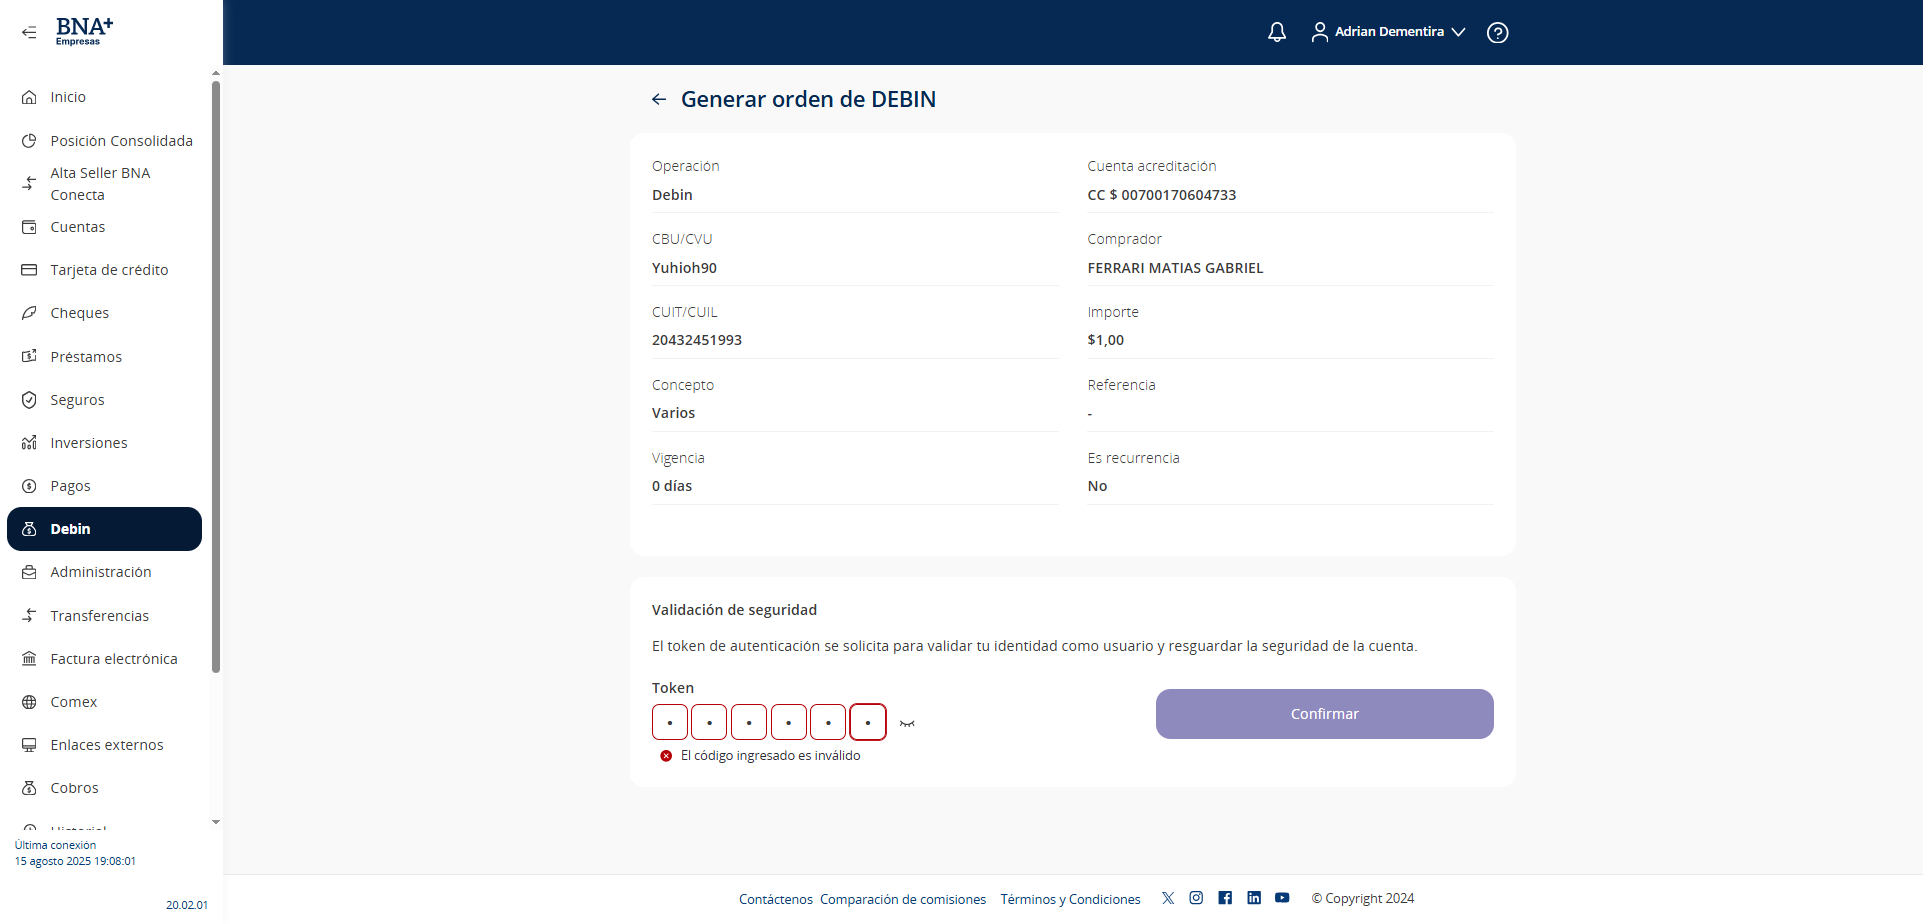 BNA+
Empresas
Adrian Dementira
Inicio
Posición Consolidada
Alta Seller BNA
Conecta
Cuentas
Tarjeta de crédito
Cheques
Préstamos
Seguros
Inversiones
Pagos
Debin
Administración
Transferencias
Factura electrónica
Comex
Enlaces externos
Cobros
Historial
Última conexión
15 agosto 2025 19:08:01
20.02.01
Generar orden de DEBIN
Operación
Debin
Cuenta acreditación
CC $ 00700170604733
CBU/CVU
Yuhioh90
Comprador
FERRARI MATIAS GABRIEL
CUIT/CUIL
20432451993
Importe
$1,00
Concepto
Varios
Referencia
-
Vigencia
0 días
Es recurrencia
No
Validación de seguridad
El token de autenticación se solicita para validar tu identidad como usuario y resguardar la seguridad de la cuenta.
Token
Confirmar
El código ingresado es inválido
Contáctenos Comparación de comisiones Términos y Condiciones © Copyright 2024